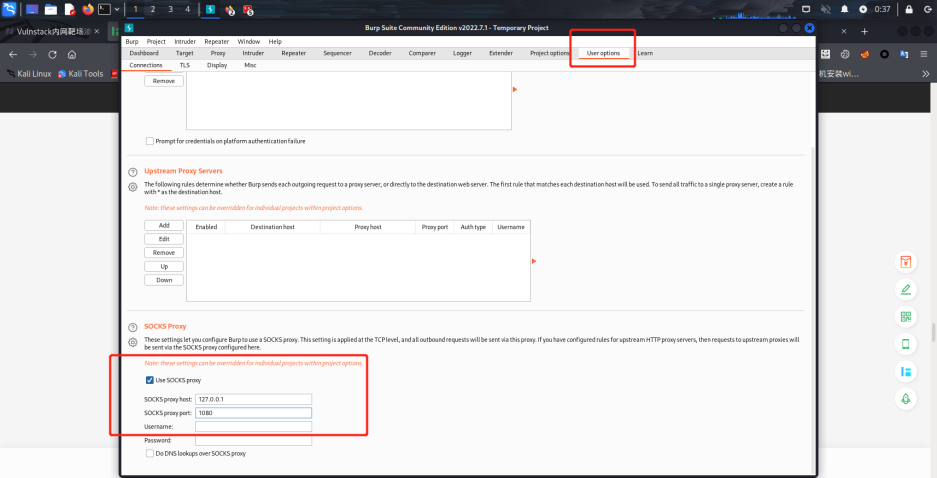 1 2 3 4
0:37
Vulnstack内网靶场
Burp Suite Community Edition v2022.7.1 - Temporary Project
Burp Project Intruder Repeater Window Help
Dashboard Target Proxy Intruder Repeater Sequencer Decoder Comparer Logger Extender Project options User options Learn
Connections TLS Display Misc
Kali Linux Kali Tools
机安装wi...
Remove
Prompt for credentials on platform authentication failure
Upstream Proxy Servers
The following rules determine whether Burp sends each outgoing request to a proxy server, or directly to the destination web server. The first rule that matches each destination host will be used. To send all traffic to a single proxy server, create a rule
with * as the destination host.
Note: these settings can be overridden for individual projects within project options.
Add
Enabled Destination host Proxy host Proxy port Auth type Username
Edit
Remove
Up
Down
SOCKS Proxy
These settings let you configure Burp to use a SOCKS proxy. This setting is applied at the TCP level, and all outbound requests will be sent via this proxy. If you have configured rules for upstream HTTP proxy servers, then requests to upstream proxies will
be sent via the SOCKS proxy configured here.
Note: these settings can be overridden for individual projects within project options.
Use SOCKS proxy
SOCKS proxy host: 127.0.0.1
SOCKS proxy port: 1080
Username:
Password:
Do DNS lookups over SOCKS proxy